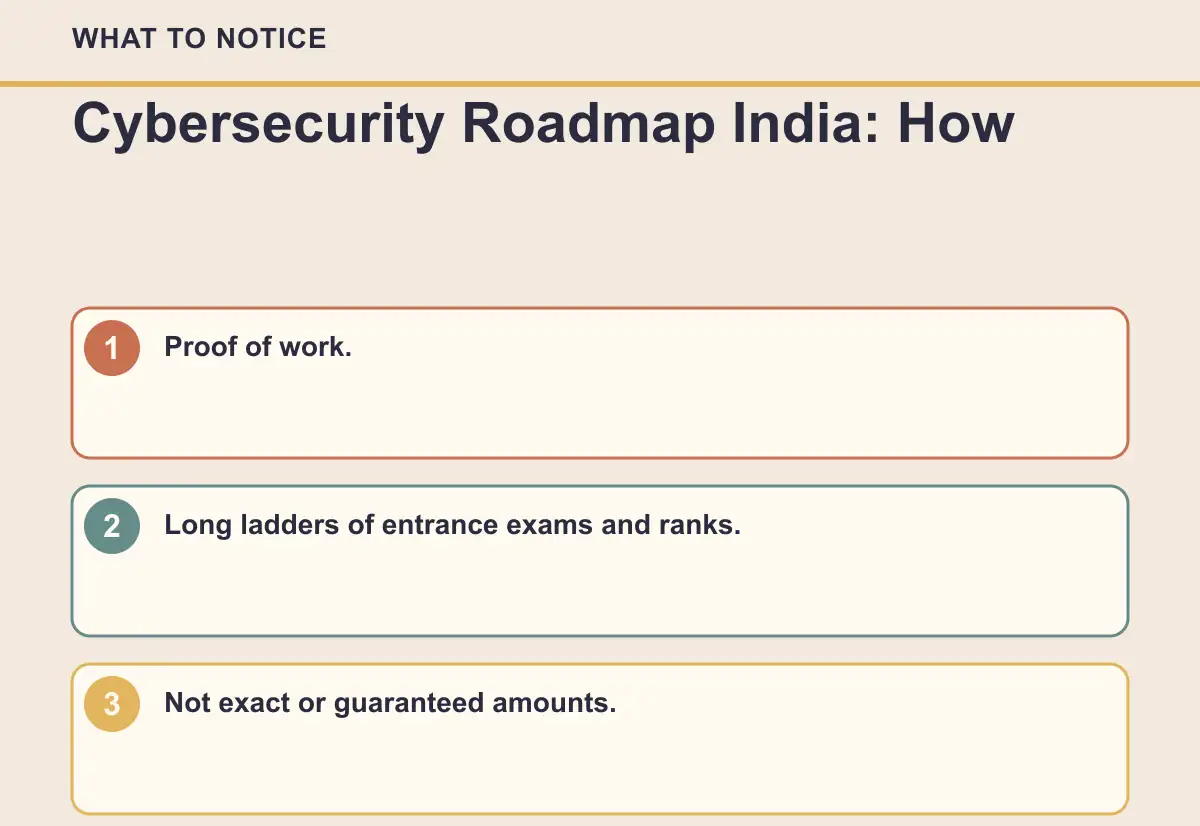 WHAT TO NOTICE
Cybersecurity Roadmap India: How
1 Proof of work.
2 Long ladders of entrance exams and ranks.
3 Not exact or guaranteed amounts.